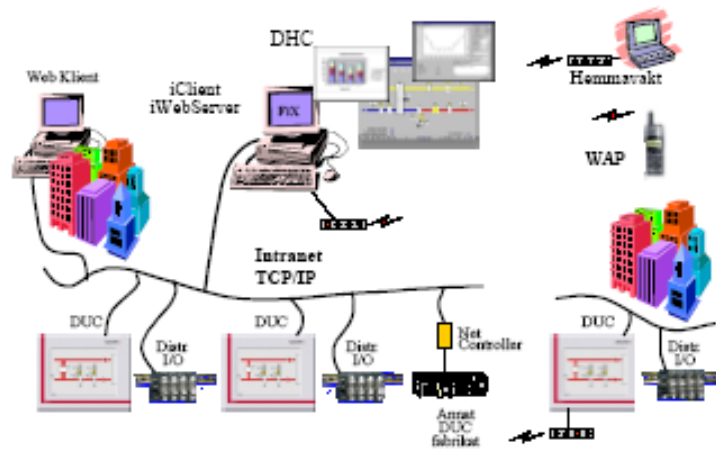 DHC
Web Klient
iClient
iWebServer
FIX
Hemmavakt
WAP
Intranet
TCP/IP
DUC
Distr.
I/O
DUC
Distr.
I/O
Net
Controller
Annat
DUC
fabrikat
DUC
Distr.
I/O